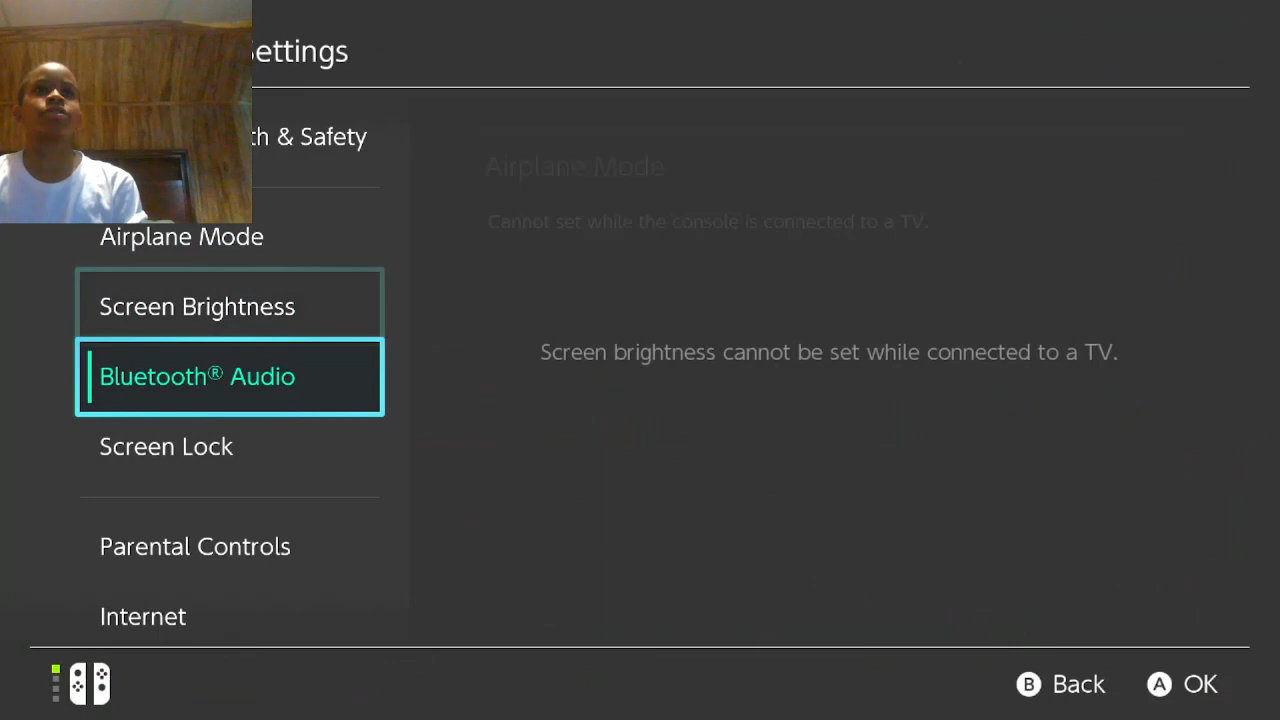 ettings
th & Safety
Airplane Mode
Screen Brightness
Bluetooth® Audio
Screen Lock
Parental Controls
Internet
Airplane Mode
Cannot set while the console is connected to a TV.
Screen brightness cannot be set while connected to a TV.
B Back
A OK